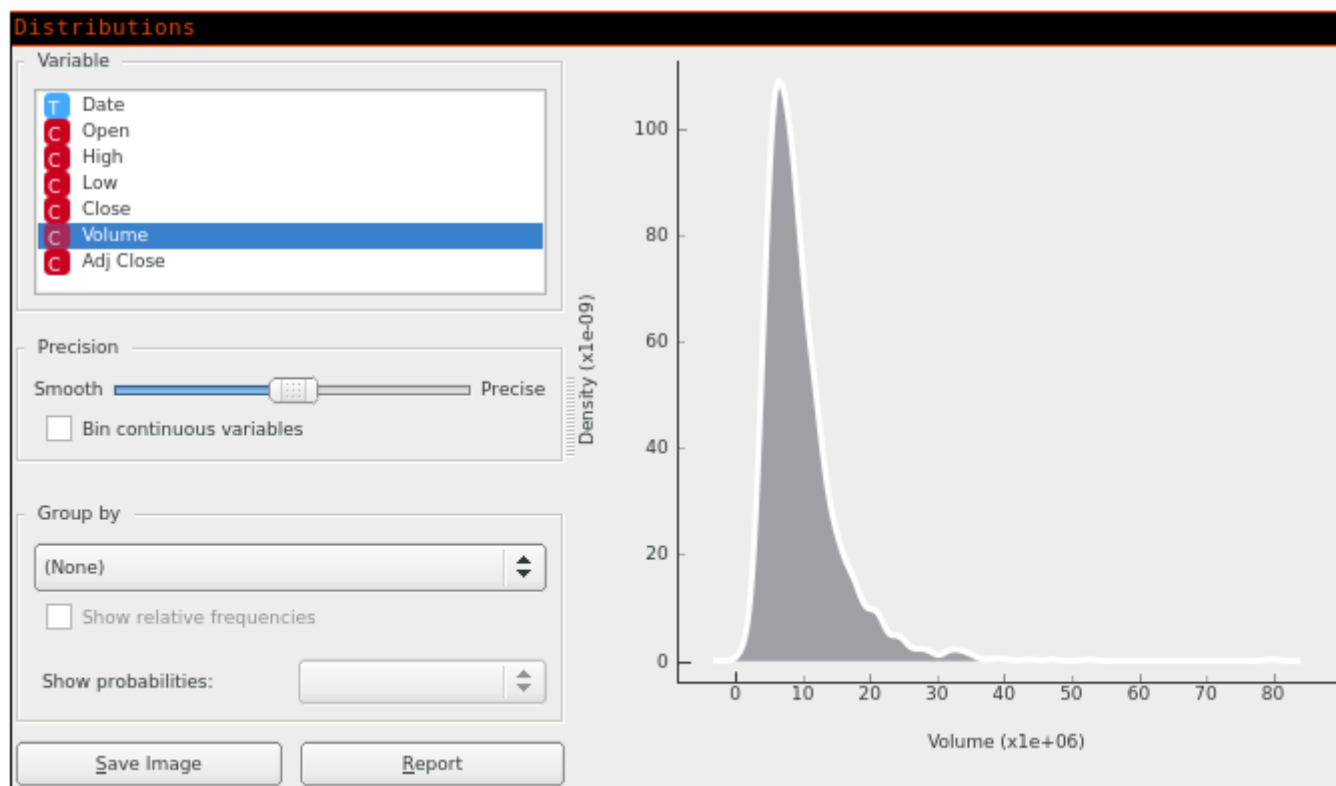 Distributions
Variable
T Date
C Open
C High
C Low
C Close
C Volume
C Adj Close
Precision
Smooth Precise
Bin continuous variables
Group by
(None)
Show relative frequencies
Show probabilities:
Save Image Report
Density (x1e-09)
100
80
60
40
20
0
0 10 20 30 40 50 60 70 80
Volume (x1e+06)